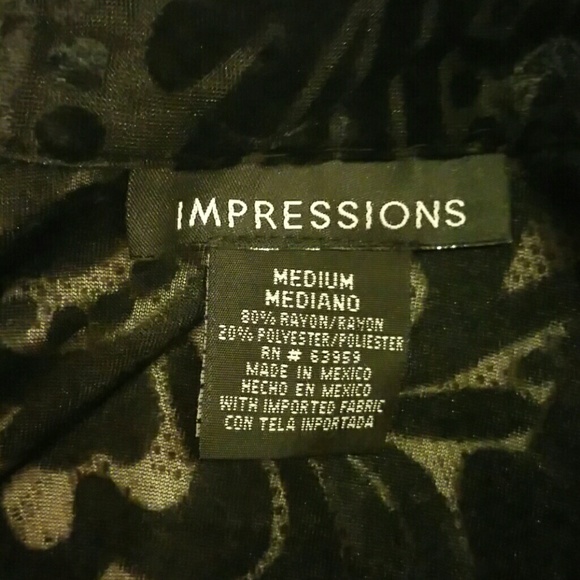 IMPRESSIONS
MEDIUM
MEDIANO
80% RAYON/RAYON
20% POLYESTER/POLIESTER
RN # 63959
MADE IN MEXICO
HECHO EN MEXICO
WITH IMPORTED FABRIC
CON TELA INPORTADA